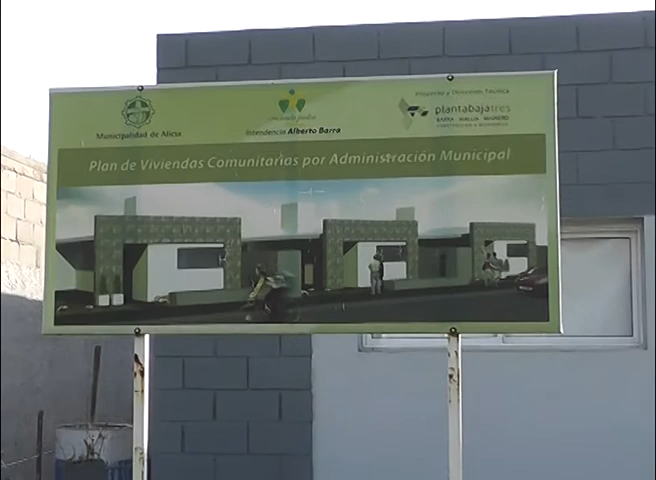 Municipalidad de Alicia
Intendencia Alberto Barra
Proyecto y Dirección Técnica
plantabajatres
Plan de Viviendas Comunitarias por Administración Municipal